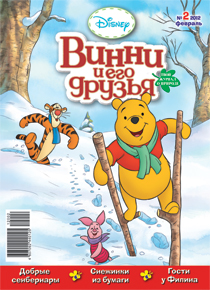 Disney
№ 2 2012
февраль
Винни
и его
друзья
Добрые
сенбернары
Снежинки
из бумаги
Гости
у Филина